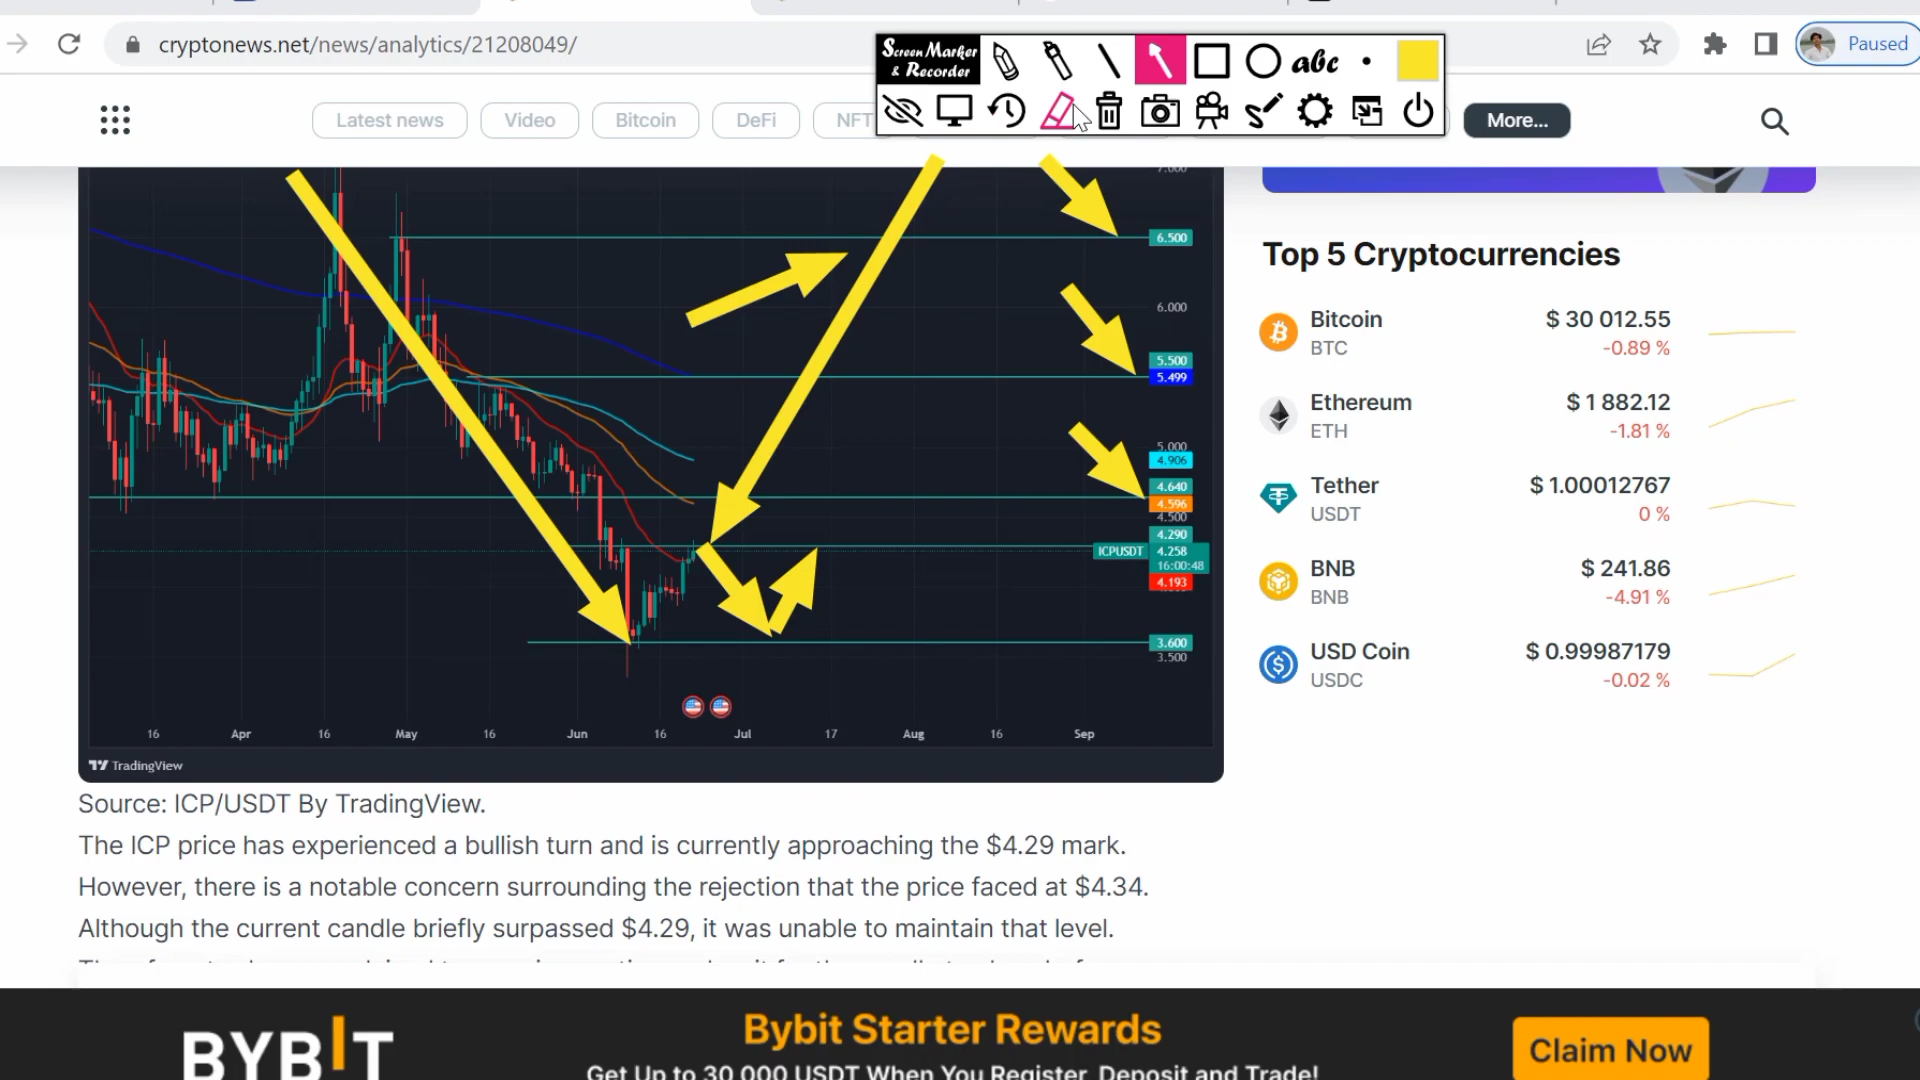 cryptonews.net/news/analytics/21208049/
Paused
Screen Marker
& Recorder
abc
Latest news
Video
Bitcoin
DeFi
NFT
More...
7.000
6.500
6.000
5.500
5.499
5.000
4.906
4.640
4.596
4.500
4.290
ICPUSDT 4.258
16:00:48
4.193
3.600
3.500
16 Apr 16 May 16 Jun 16 Jul 17 Aug 16 Sep
TradingView
Source: ICP/USDT By TradingView.
The ICP price has experienced a bullish turn and is currently approaching the $4.29 mark.
However, there is a notable concern surrounding the rejection that the price faced at $4.34.
Although the current candle briefly surpassed $4.29, it was unable to maintain that level.
Top 5 Cryptocurrencies
Bitcoin $ 30 012.55
BTC -0.89 %
Ethereum $ 1 882.12
ETH -1.81 %
Tether $ 1.00012767
USDT 0 %
BNB $ 241.86
BNB -4.91 %
USD Coin $ 0.99987179
USDC -0.02 %
BYBIT
Bybit Starter Rewards
Get Up to 30,000 USDT When You Register, Deposit and Trade!
Claim Now